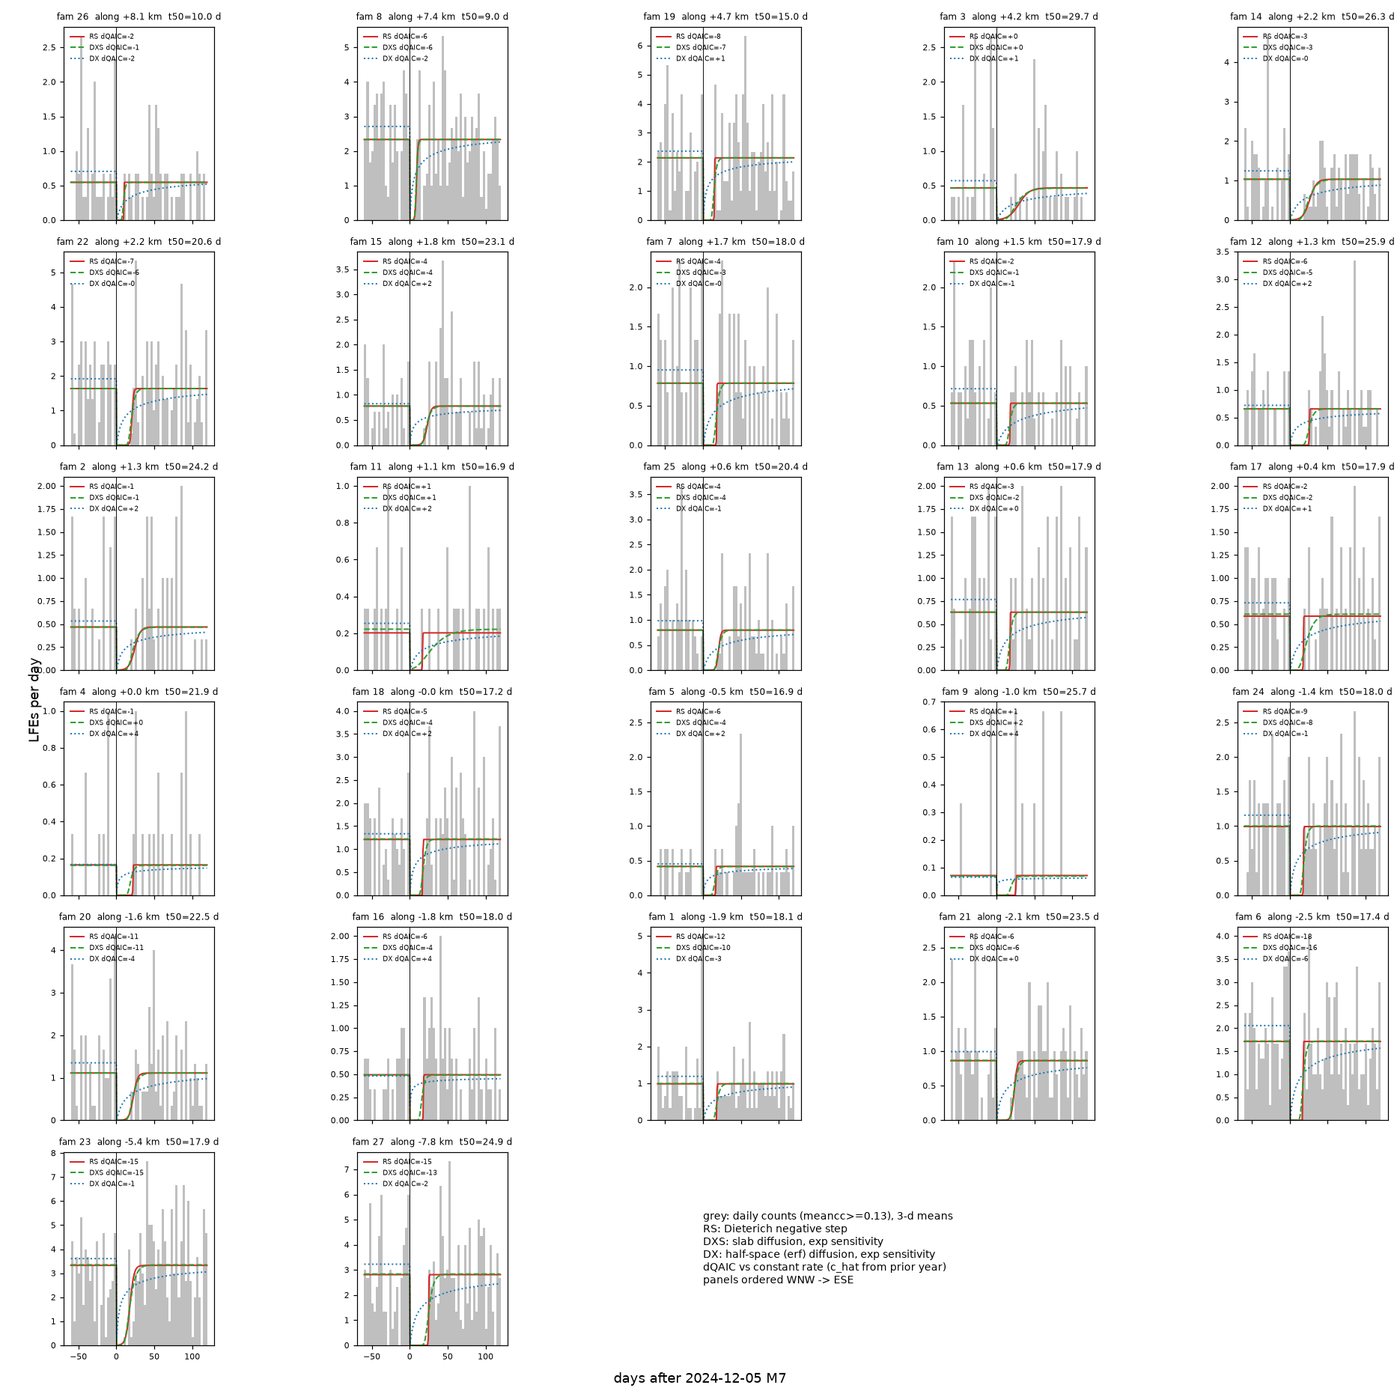 fam 26 along +8.1 km t50=10.0 d
RS dQAIC=-2
DXS dQAIC=-1
DX dQAIC=-2
fam 8 along +7.4 km t50=9.0 d
RS dQAIC=-6
DXS dQAIC=-6
DX dQAIC=-2
fam 19 along +4.7 km t50=15.0 d
RS dQAIC=-8
DXS dQAIC=-7
DX dQAIC=+1
fam 3 along +4.2 km t50=29.7 d
RS dQAIC=+0
DXS dQAIC=+0
DX dQAIC=+1
fam 14 along +2.2 km t50=26.3 d
RS dQAIC=-3
DXS dQAIC=-3
DX dQAIC=-0
fam 22 along +2.2 km t50=20.6 d
RS dQAIC=-7
DXS dQAIC=-6
DX dQAIC=-0
fam 15 along +1.8 km t50=23.1 d
RS dQAIC=-4
DXS dQAIC=-4
DX dQAIC=+2
fam 7 along +1.7 km t50=18.0 d
RS dQAIC=-4
DXS dQAIC=-3
DX dQAIC=-0
fam 10 along +1.5 km t50=17.9 d
RS dQAIC=-2
DXS dQAIC=-1
DX dQAIC=-1
fam 12 along +1.3 km t50=25.9 d
RS dQAIC=-6
DXS dQAIC=-5
DX dQAIC=+2
fam 2 along +1.3 km t50=24.2 d
RS dQAIC=-1
DXS dQAIC=-1
DX dQAIC=+2
fam 11 along +1.1 km t50=16.9 d
RS dQAIC=+1
DXS dQAIC=+1
DX dQAIC=+2
fam 25 along +0.6 km t50=20.4 d
RS dQAIC=-4
DXS dQAIC=-4
DX dQAIC=-1
fam 13 along +0.6 km t50=17.9 d
RS dQAIC=-3
DXS dQAIC=-2
DX dQAIC=+0
fam 17 along +0.4 km t50=17.9 d
RS dQAIC=-2
DXS dQAIC=-2
DX dQAIC=+1
LFEs per day
fam 4 along +0.0 km t50=21.9 d
RS dQAIC=-1
DXS dQAIC=+0
DX dQAIC=+4
fam 18 along -0.0 km t50=17.2 d
RS dQAIC=-5
DXS dQAIC=-4
DX dQAIC=+2
fam 5 along -0.5 km t50=16.9 d
RS dQAIC=-6
DXS dQAIC=-4
DX dQAIC=+2
fam 9 along -1.0 km t50=25.7 d
RS dQAIC=+1
DXS dQAIC=+2
DX dQAIC=+4
fam 24 along -1.4 km t50=18.0 d
RS dQAIC=-9
DXS dQAIC=-8
DX dQAIC=-1
fam 20 along -1.6 km t50=22.5 d
RS dQAIC=-11
DXS dQAIC=-11
DX dQAIC=-4
fam 16 along -1.8 km t50=18.0 d
RS dQAIC=-6
DXS dQAIC=-4
DX dQAIC=+4
fam 1 along -1.9 km t50=18.1 d
RS dQAIC=-12
DXS dQAIC=-10
DX dQAIC=-3
fam 21 along -2.1 km t50=23.5 d
RS dQAIC=-6
DXS dQAIC=-6
DX dQAIC=+0
fam 6 along -2.5 km t50=17.4 d
RS dQAIC=-18
DXS dQAIC=-16
DX dQAIC=-6
fam 23 along -5.4 km t50=17.9 d
RS dQAIC=-15
DXS dQAIC=-15
DX dQAIC=-1
fam 27 along -7.8 km t50=24.9 d
RS dQAIC=-15
DXS dQAIC=-13
DX dQAIC=-2
grey: daily counts (meancc>=0.13), 3-d means
RS: Dieterich negative step
DXS: slab diffusion, exp sensitivity
DX: half-space (erf) diffusion, exp sensitivity
dQAIC vs constant rate (c_hat from prior year)
panels ordered WNW -> ESE
−50 0 50 100
−50 0 50 100
days after 2024-12-05 M7